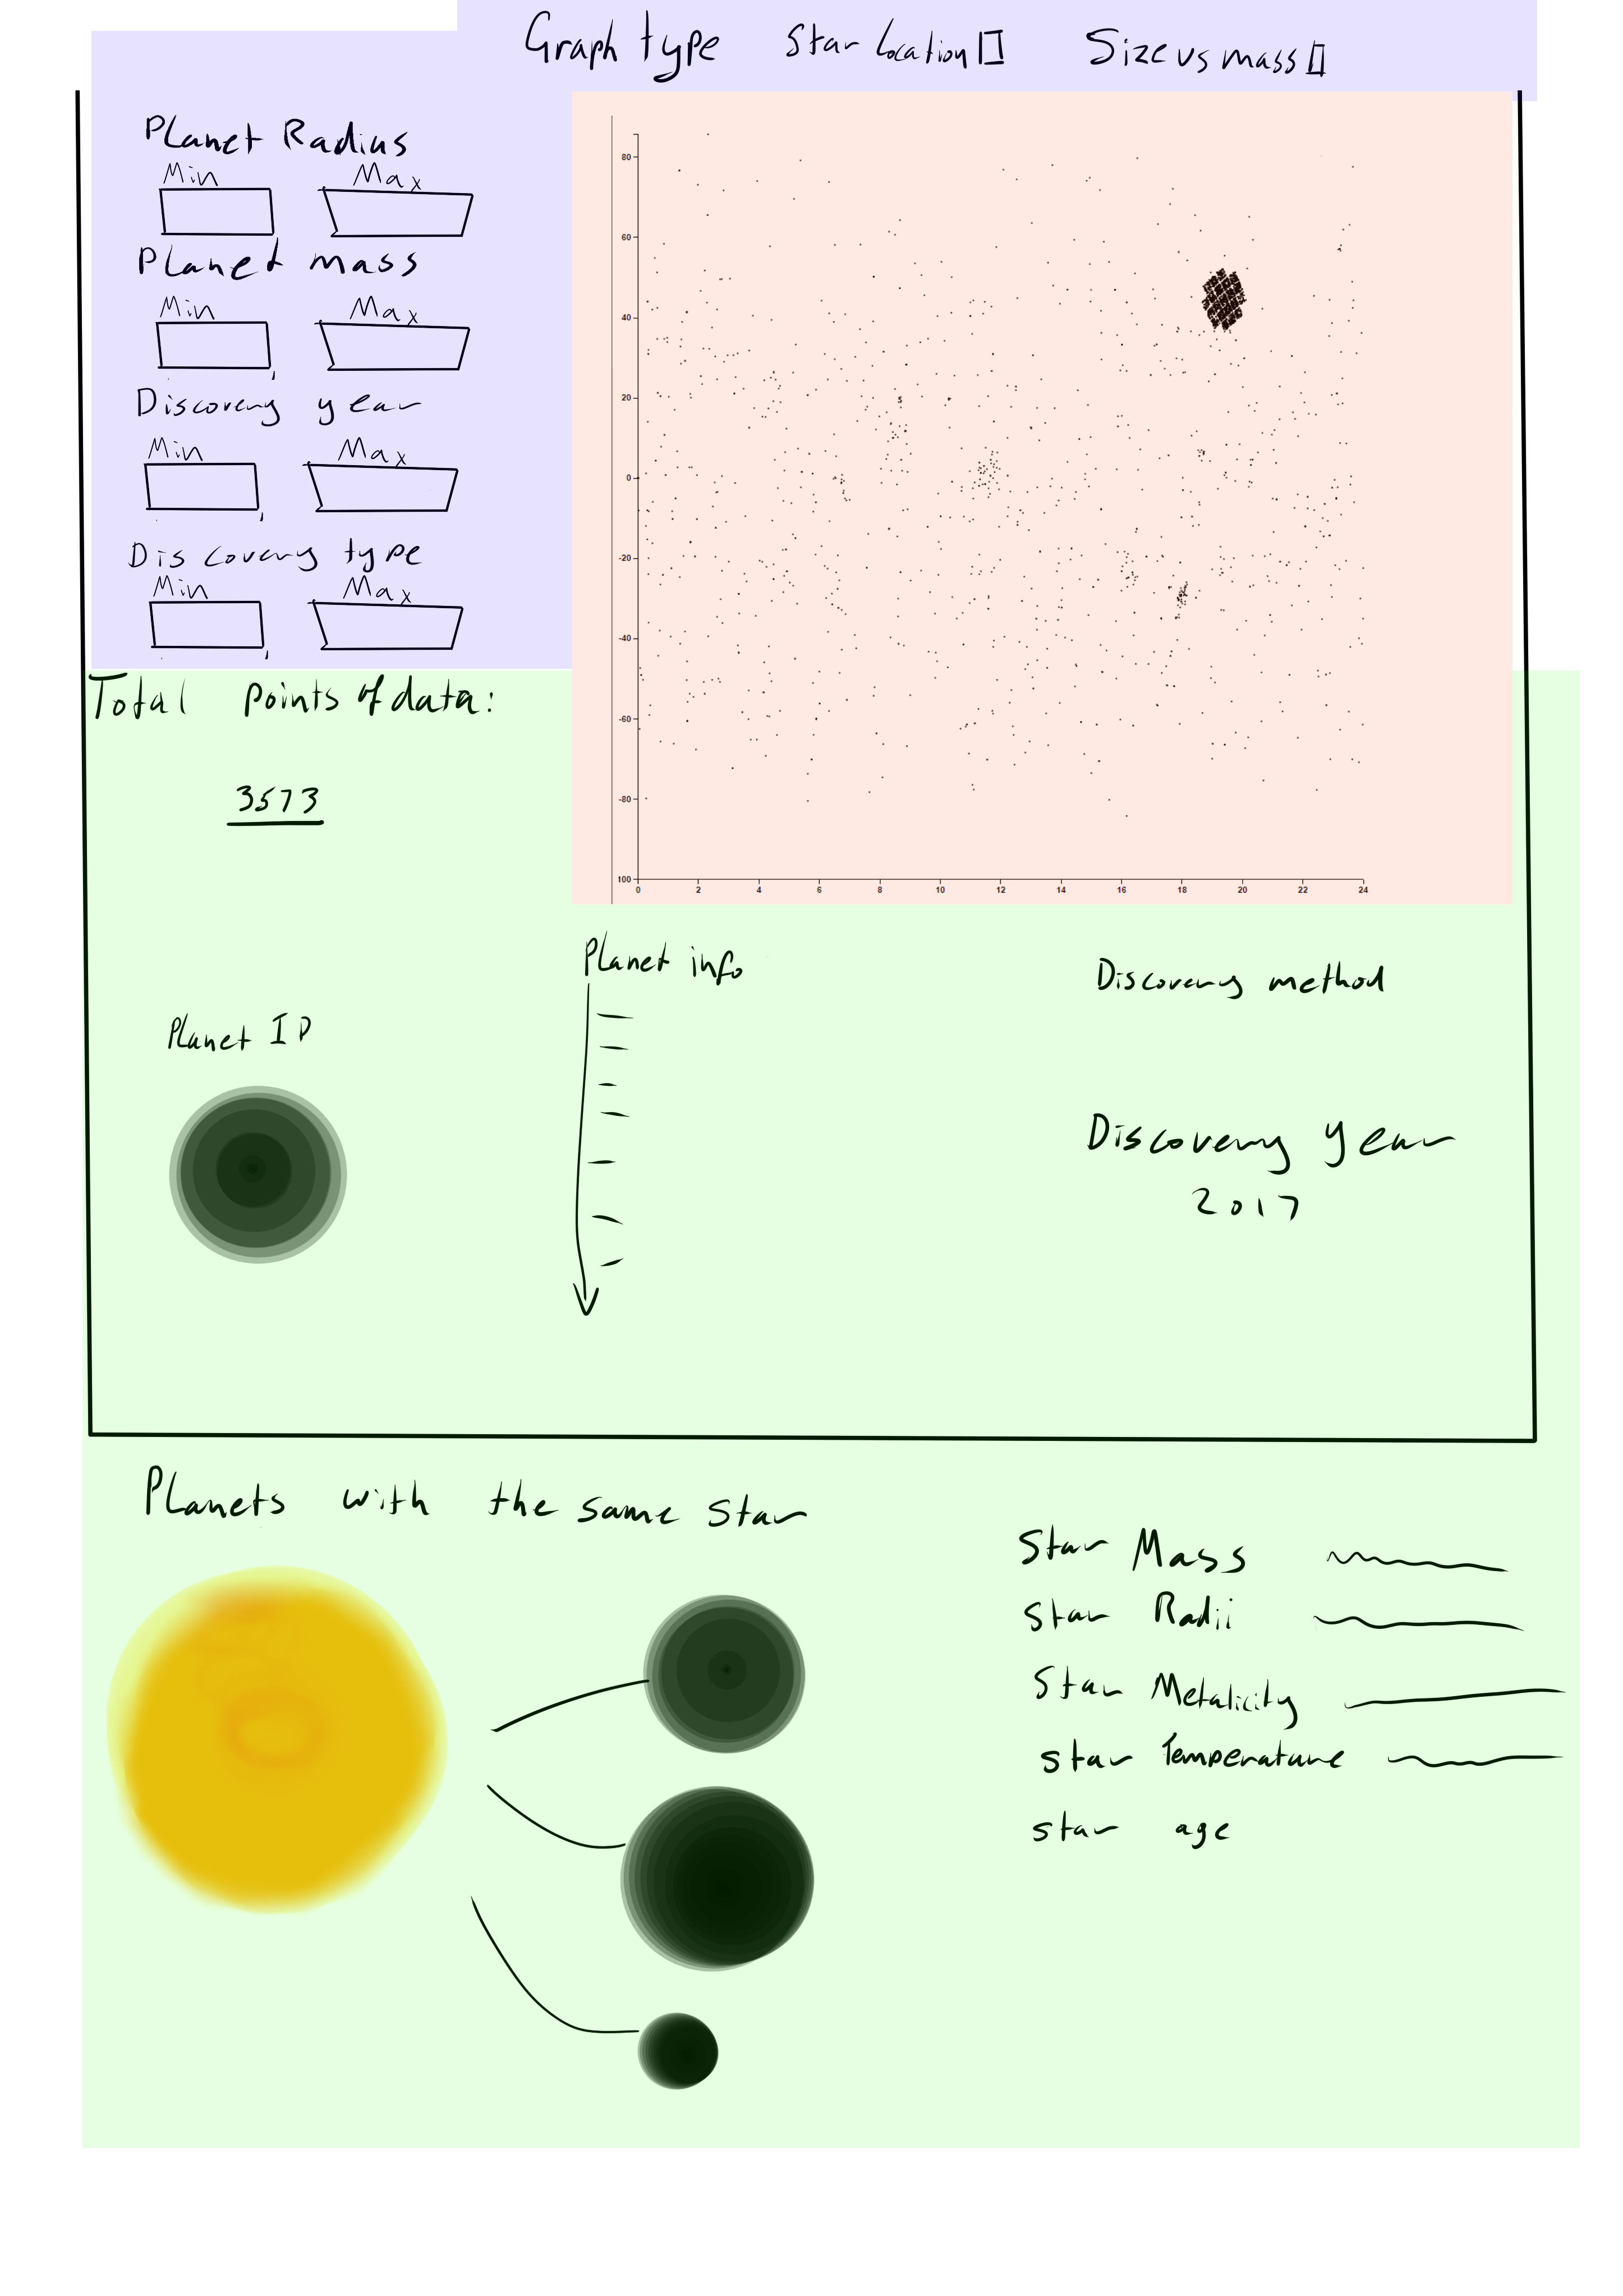 Graph type Star Location Size vs mass
Planet Radius
Min Max
Planet mass
Min Max
Discovery year
Min Max
Discovery type
Min Max
80
60
40
20
0
-20
-40
-60
-80
100
0 2 4 6 8 10 12 14 16 18 20 22 24
Total points of data:
3573
Planet info
Discovery method
Planet ID
Discovery year
2017
Planets with the same star
Star Mass
Star Radii
Star Metalicity
Star Temperature
star age